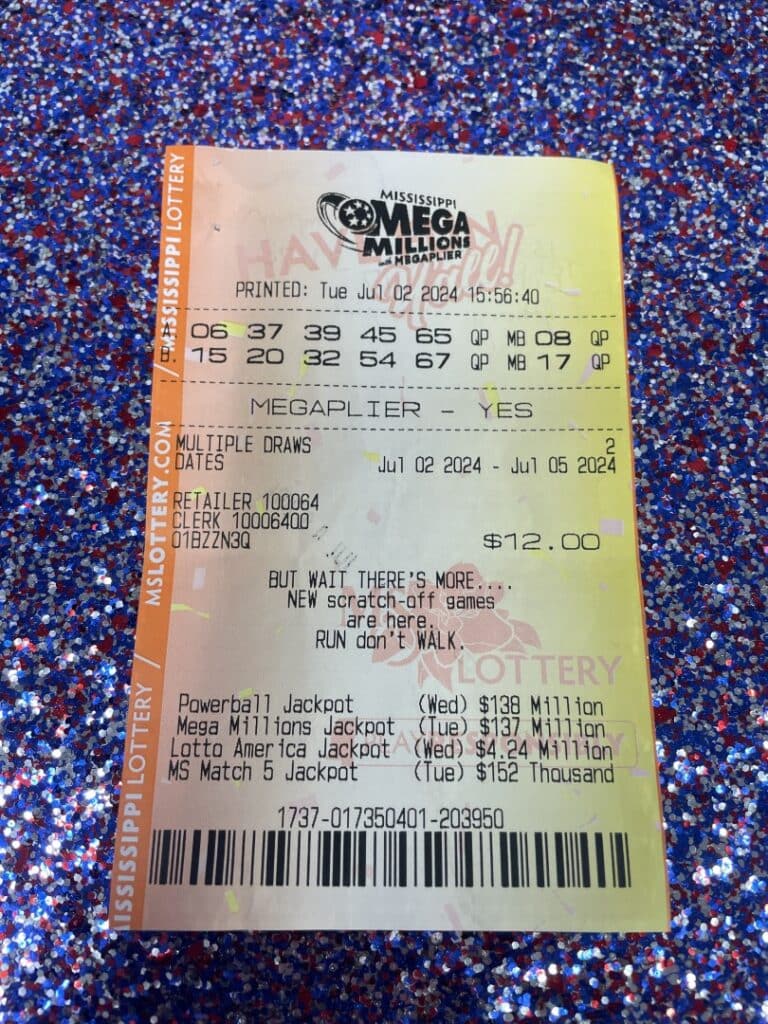 MISSISSIPPI
MEGA
MILLIONS
WITH MEGAPLIER
HAVE AN
PRINTED: Tue Jul 02 2024 15:56:40
A. 06 37 39 45 65 QP MB 08 QP
B. 15 20 32 54 67 QP MB 17 QP
MEGAPLIER - YES
MULTIPLE DRAWS 2
DATES Jul 02 2024 - Jul 05 2024
RETAILER 100064
CLERK 10006400
01BZZN3Q $12.00
BUT WAIT THERE'S MORE....
NEW scratch-off games
are here.
RUN don't WALK.
LOTTERY
Powerball Jackpot (Wed) $138 Million
Mega Millions Jackpot (Tue) $137 Million
Lotto America Jackpot (Wed) $4.24 Million
MS Match 5 Jackpot (Tue) $152 Thousand
1737-017350401-203950
MISSISSIPPI LOTTERY / MSLOTTERY.COM / MISSISSIPPI LOTTERY